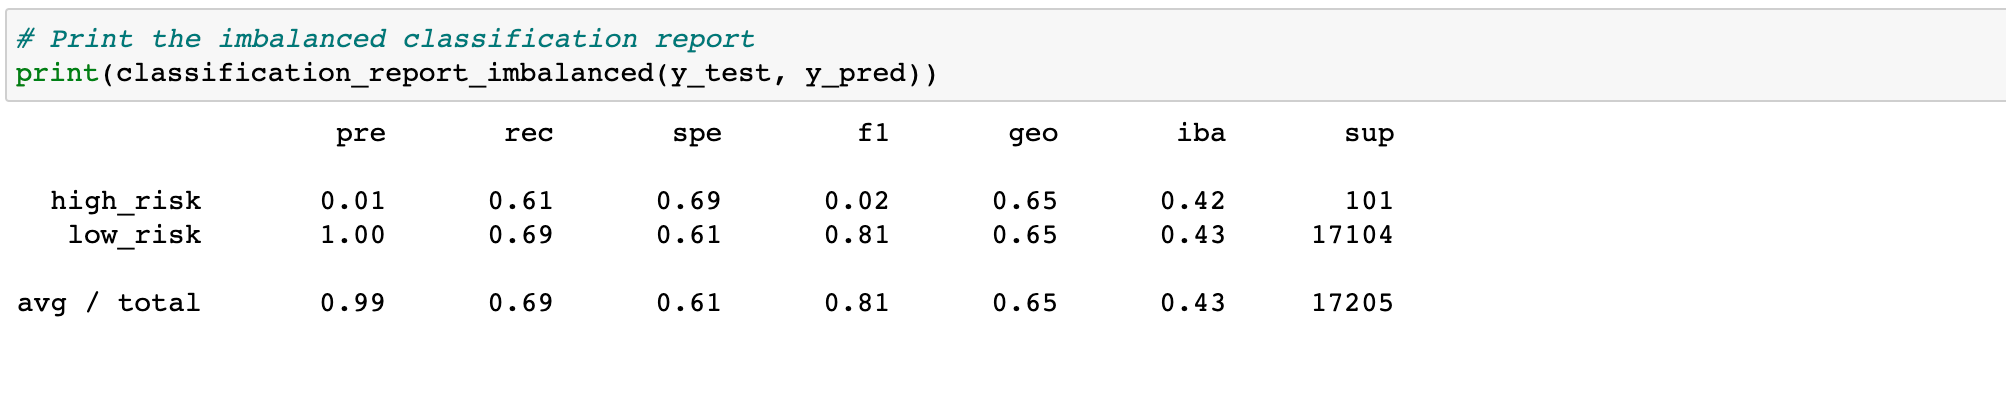 # Print the imbalanced classification report
print(classification_report_imbalanced(y_test, y_pred))
pre rec spe f1 geo iba sup
high_risk 0.01 0.61 0.69 0.02 0.65 0.42 101
low_risk 1.00 0.69 0.61 0.81 0.65 0.43 17104
avg / total 0.99 0.69 0.61 0.81 0.65 0.43 17205